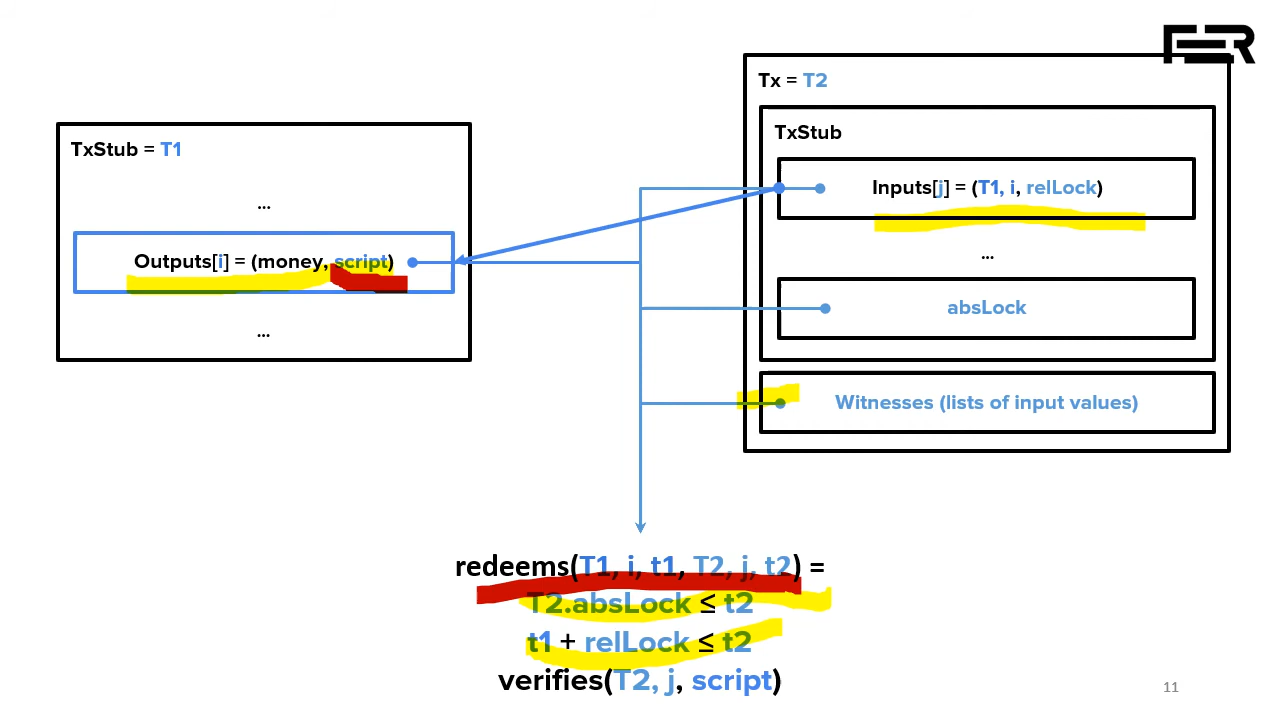 FER
Tx = T2
TxStub
TxStub = T1
Inputs[j] = (T1, i, relLock)
...
...
Outputs[i] = (money, script)
absLock
...
Witnesses (lists of input values)
redeems(T1, i, t1, T2, j, t2) =
T2.absLock ≤ t2
t1 + relLock ≤ t2
verifies(T2, j, script)
11